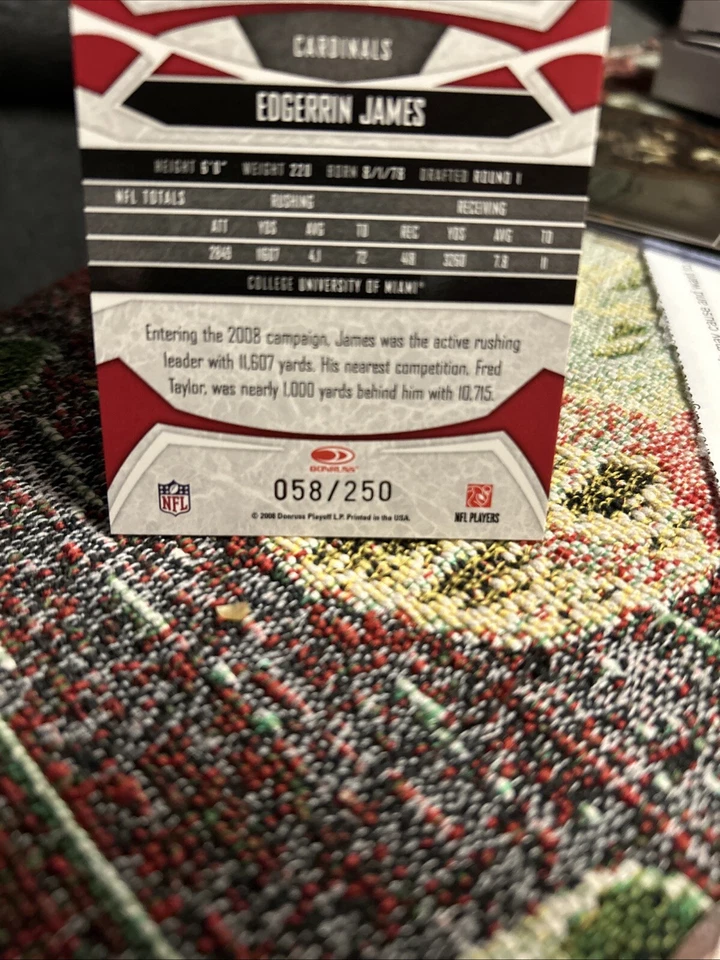 CARDINALS
EDGERRIN JAMES
HEIGHT 6'0" WEIGHT 220 BORN 8/1/78 DRAFTED ROUND 1
NFL TOTALS RUSHING RECEIVING
ATT YDS AVG TD REC YDS AVG TD
2849 11607 4.1 72 3260 7.8 11
COLLEGE UNIVERSITY OF MIAMI
Entering the 2008 campaign, James was the active rushing
leader with 11,607 yards. His nearest competition, Fred
Taylor, was nearly 1,000 yards behind him with 10,715.
DONRUSS
NFL
058/250
NFL PLAYERS
© 2008 Donruss Playoff L.P. Printed in the USA